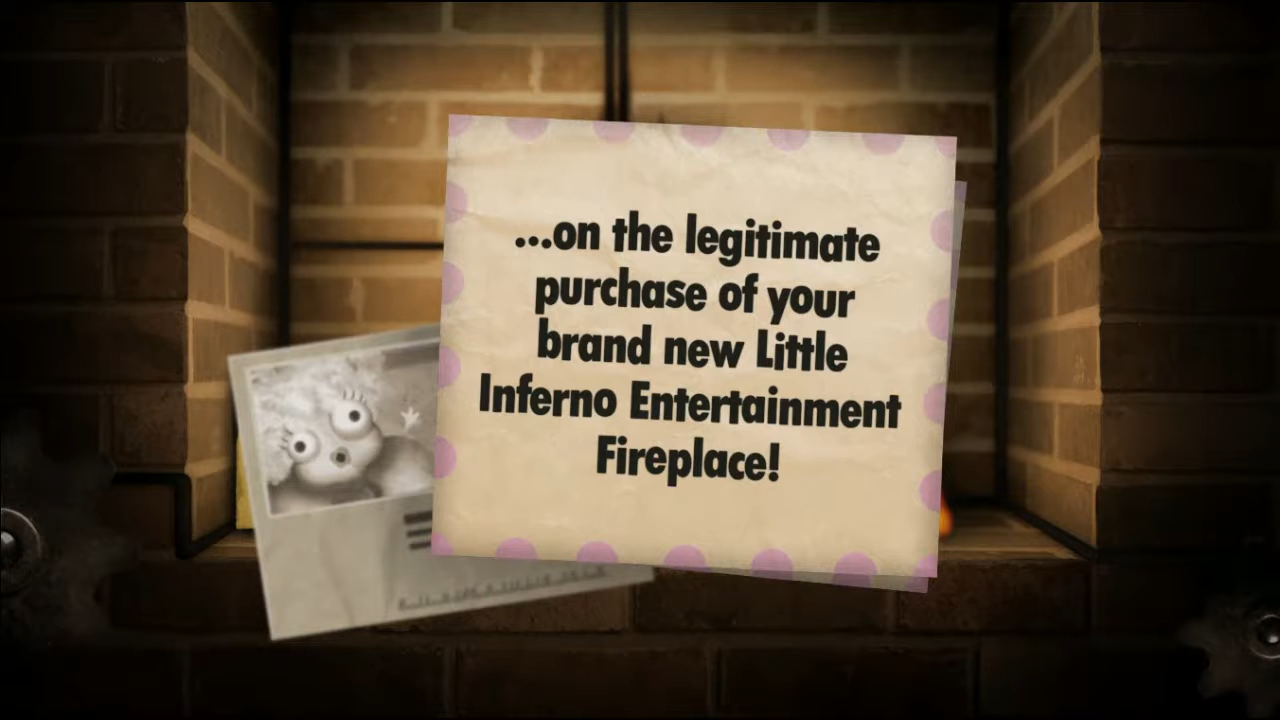 ...on the legitimate
purchase of your
brand new Little
Inferno Entertainment
Fireplace!